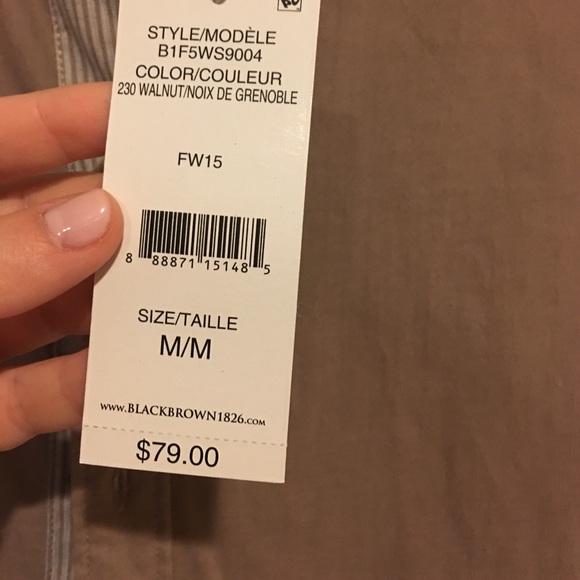 STYLE/MODÈLE
B1F5WS9004
COLOR/COULEUR
230 WALNUT/NOIX DE GRENOBLE
FW15
8 88871 15148 5
SIZE/TAILLE
M/M
www.BLACKBROWN1826.com
$79.00